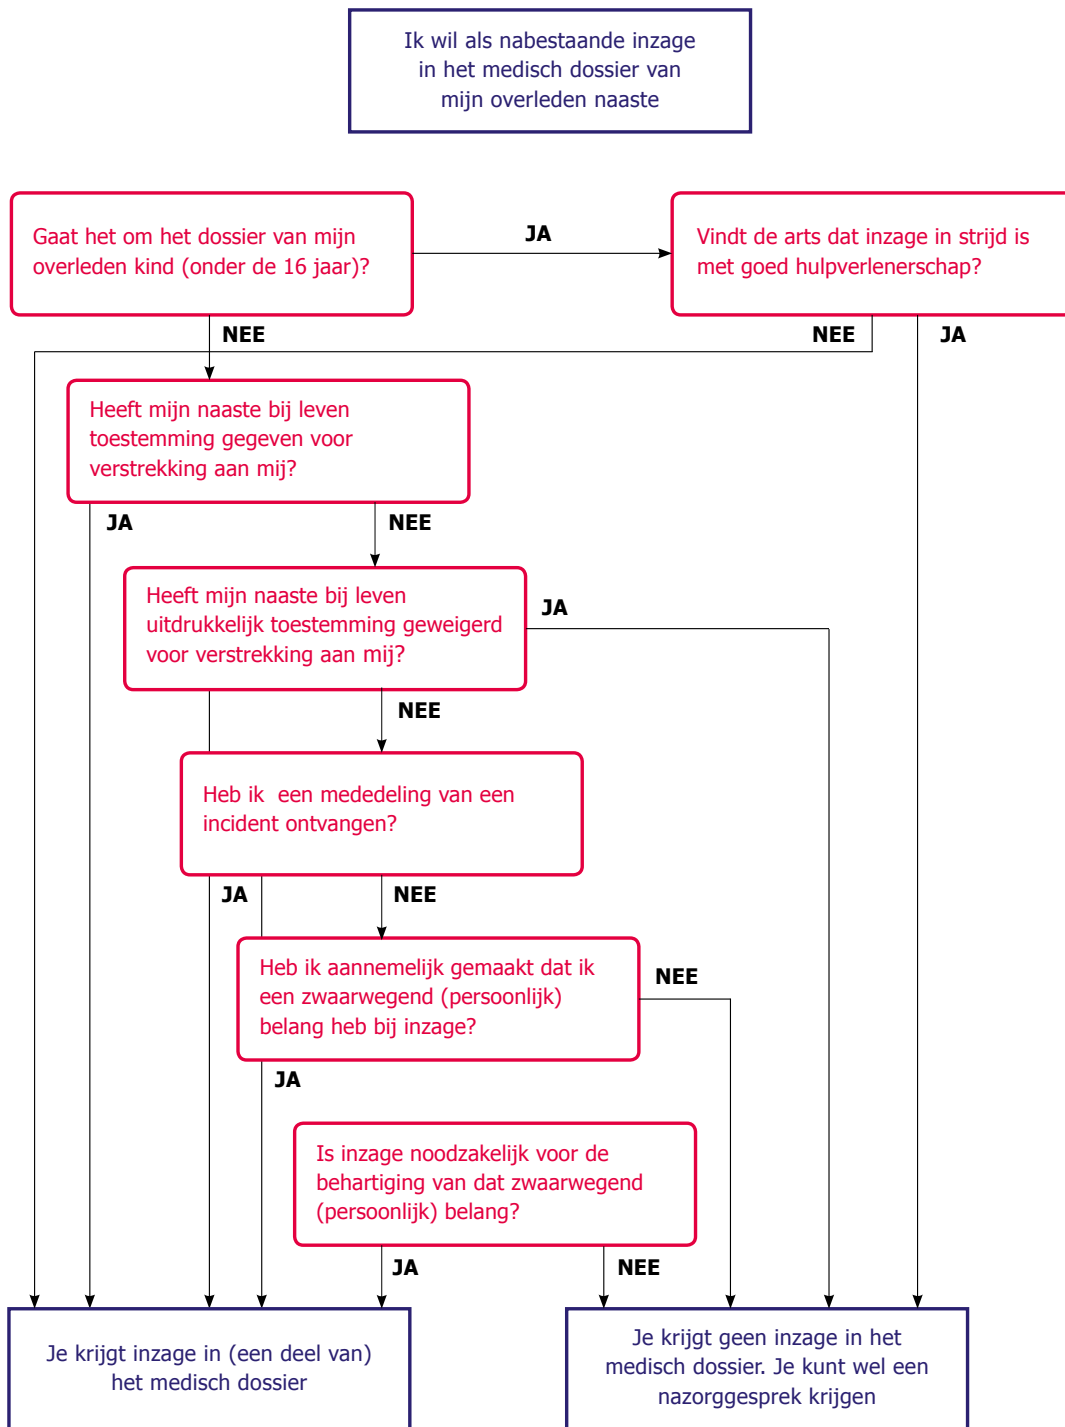 Ik wil als nabestaande inzage
in het medisch dossier van
mijn overleden naaste
Gaat het om het dossier van mijn
overleden kind (onder de 16 jaar)?
JA
Vindt de arts dat inzage in strijd is
met goed hulpverlenerschap?
NEE
NEE
JA
Heeft mijn naaste bij leven
toestemming gegeven voor
verstrekking aan mij?
JA
NEE
Heeft mijn naaste bij leven
uitdrukkelijk toestemming geweigerd
voor verstrekking aan mij?
JA
NEE
Heb ik een mededeling van een
incident ontvangen?
JA
NEE
Heb ik aannemelijk gemaakt dat ik
een zwaarwegend (persoonlijk)
belang heb bij inzage?
NEE
JA
Is inzage noodzakelijk voor de
behartiging van dat zwaarwegend
(persoonlijk) belang?
JA
NEE
Je krijgt inzage in (een deel van)
het medisch dossier
Je krijgt geen inzage in het
medisch dossier. Je kunt wel een
nazorggesprek krijgen